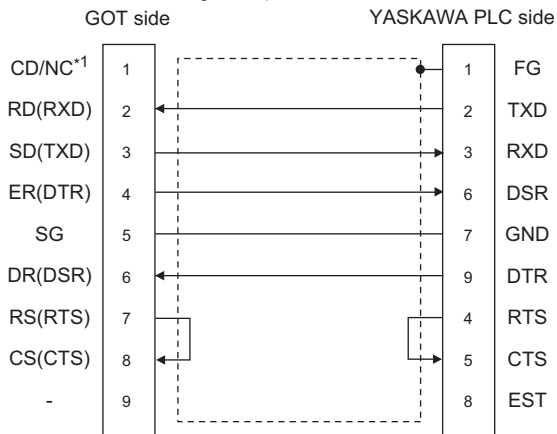 GOT side YASKAWA PLC side
CD/NC*1 1 1 FG
RD(RXD) 2 2 TXD
SD(TXD) 3 3 RXD
ER(DTR) 4 6 DSR
SG 5 7 GND
DR(DSR) 6 9 DTR
RS(RTS) 7 4 RTS
CS(CTS) 8 5 CTS
- 9 8 EST